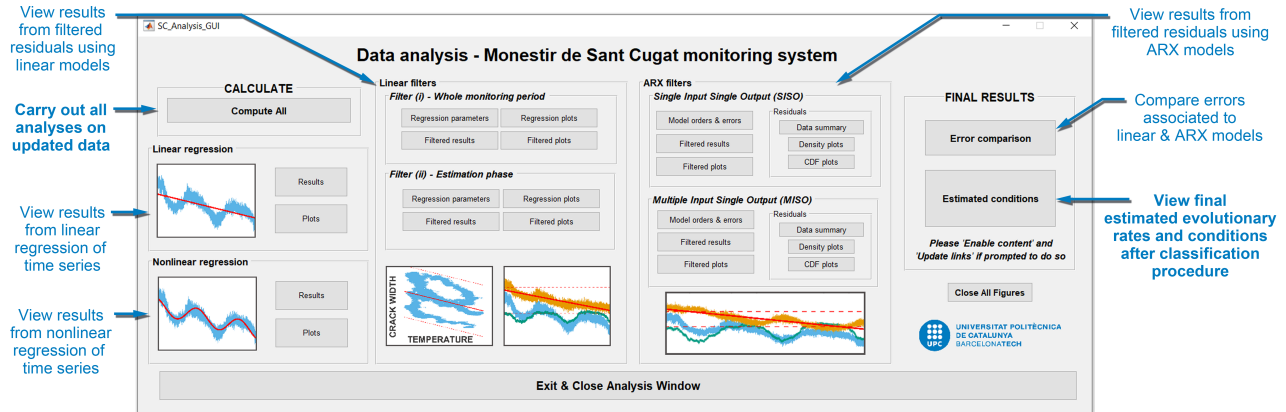 View results
from filtered
residuals using
linear models
Carry out all
analyses on
updated data
View results
from linear
regression of
time series
View results
from nonlinear
regression of
time series
SC_Analysis_GUI
Data analysis - Monestir de Sant Cugat monitoring system
CALCULATE
Compute All
Linear regression
Results
Plots
Nonlinear regression
Results
Plots
Linear filters
Filter (i) - Whole monitoring period
Regression parameters
Regression plots
Filtered results
Filtered plots
Filter (ii) - Estimation phase
Regression parameters
Regression plots
Filtered results
Filtered plots
CRACK WIDTH
TEMPERATURE
ARX filters
Single Input Single Output (SISO)
Model orders & errors
Filtered results
Filtered plots
Residuals
Data summary
Density plots
CDF plots
Multiple Input Single Output (MISO)
Model orders & errors
Filtered results
Filtered plots
Residuals
Data summary
Density plots
CDF plots
FINAL RESULTS
Error comparison
Estimated conditions
Please 'Enable content' and
'Update links' if prompted to do so
Close All Figures
UPC
UNIVERSITAT POLITÈCNICA
DE CATALUNYA
BARCELONATECH
Exit & Close Analysis Window
View results from
filtered residuals using
ARX models
Compare errors
associated to
linear & ARX models
View final
estimated evolutionary
rates and conditions
after classification
procedure